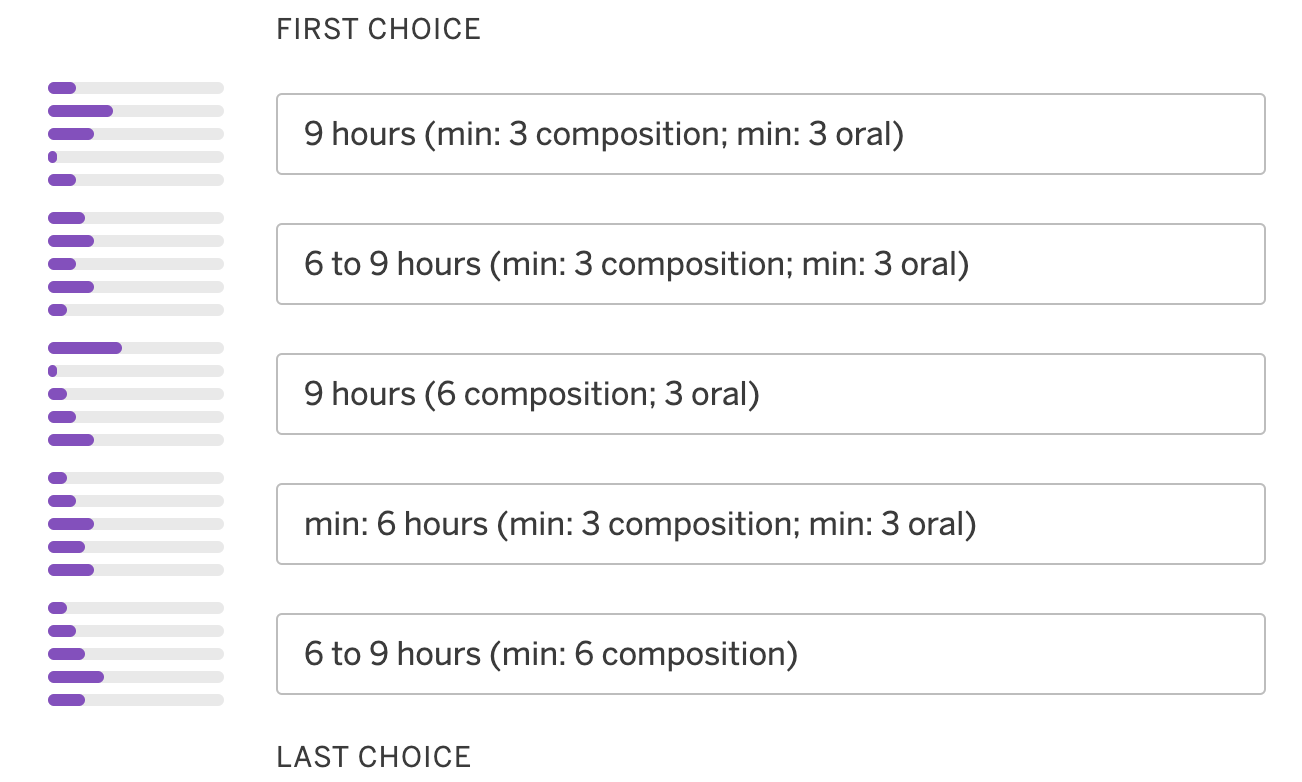 FIRST CHOICE
9 hours (min: 3 composition; min: 3 oral)
6 to 9 hours (min: 3 composition; min: 3 oral)
9 hours (6 composition; 3 oral)
min: 6 hours (min: 3 composition; min: 3 oral)
6 to 9 hours (min: 6 composition)
LAST CHOICE